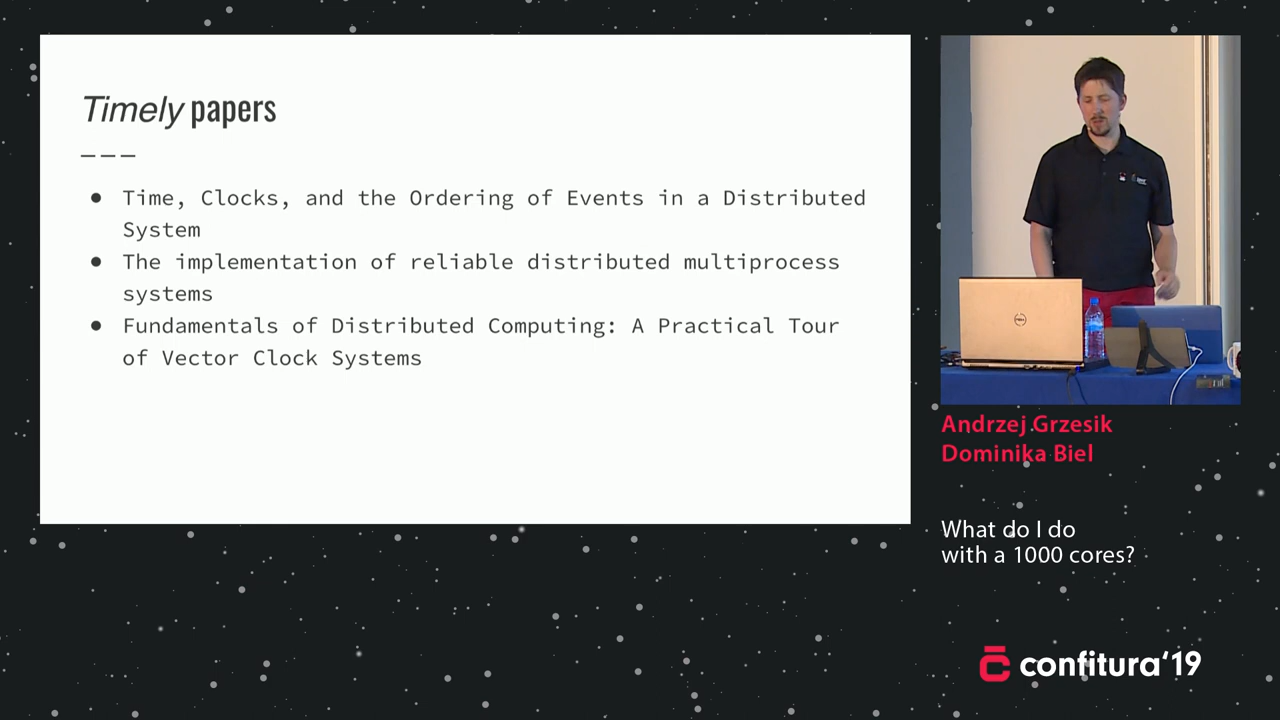 Timely papers
Time, Clocks, and the Ordering of Events in a Distributed
System
The implementation of reliable distributed multiprocess
systems
Fundamentals of Distributed Computing: A Practical Tour
of Vector Clock Systems
Andrzej Grzesik
Dominika Biel
What do I do
with a 1000 cores?
confitura'19